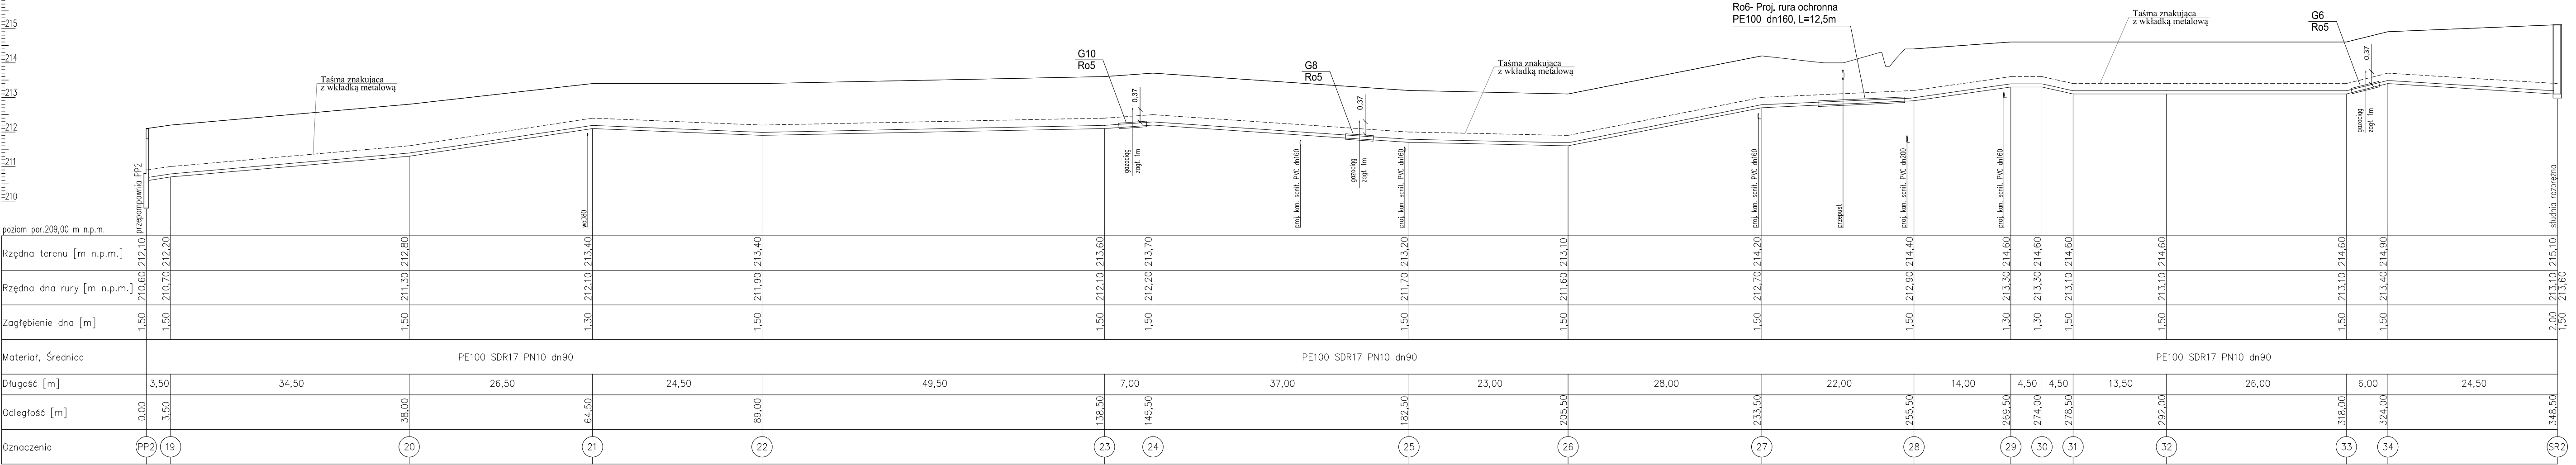 215
214
213
212
211
210
Taśma znakująca
z wkładką metalową
G10
Ro5
0.37
G8
Ro5
0.37
Taśma znakująca
z wkładką metalową
Ro6- Proj. rura ochronna
PE100 dn160, L=12,5m
Taśma znakująca
z wkładką metalową
G6
Ro5
0.37
przepompownia PP2
woD80
gazociąg
zagł. 1m
proj. kan. sanit. PVC dn160
gazociąg
zagł. 1m
proj. kan. sanit. PVC dn160
proj. kan. sanit. PVC dn160
przepust
proj. kan. sanit. PVC dn200
proj. kan. sanit. PVC dn160
gazociąg
zagł. 1m
studnia rozprężna
poziom por.209,00 m n.p.m.
Rzędna terenu [m n.p.m.] 212,10 212,20 212,80 213,40 213,40 213,60 213,70 213,20 213,10 214,20 214,40 214,60 214,60 214,60 214,60 214,60 214,90 215,10
Rzędna dna rury [m n.p.m.] 210,60 210,70 211,30 212,10 211,90 212,10 212,20 211,70 211,60 212,70 212,90 213,30 213,30 213,10 213,10 213,10 213,40 213,10 213,60
Zagłębienie dna [m] 1,50 1,50 1,50 1,30 1,50 1,50 1,50 1,50 1,50 1,50 1,50 1,30 1,30 1,50 1,50 1,50 1,50 2,00 1,50
Materiał, Średnica PE100 SDR17 PN10 dn90 PE100 SDR17 PN10 dn90 PE100 SDR17 PN10 dn90
Długość [m] 3,50 34,50 26,50 24,50 49,50 7,00 37,00 23,00 28,00 22,00 14,00 4,50 4,50 13,50 26,00 6,00 24,50
Odległość [m] 0,00 3,50 38,00 64,50 89,00 138,50 145,50 182,50 205,50 233,50 255,50 269,50 274,00 278,50 292,00 318,00 324,00 348,50
Oznaczenia PP2 19 20 21 22 23 24 25 26 27 28 29 30 31 32 33 34 SR2